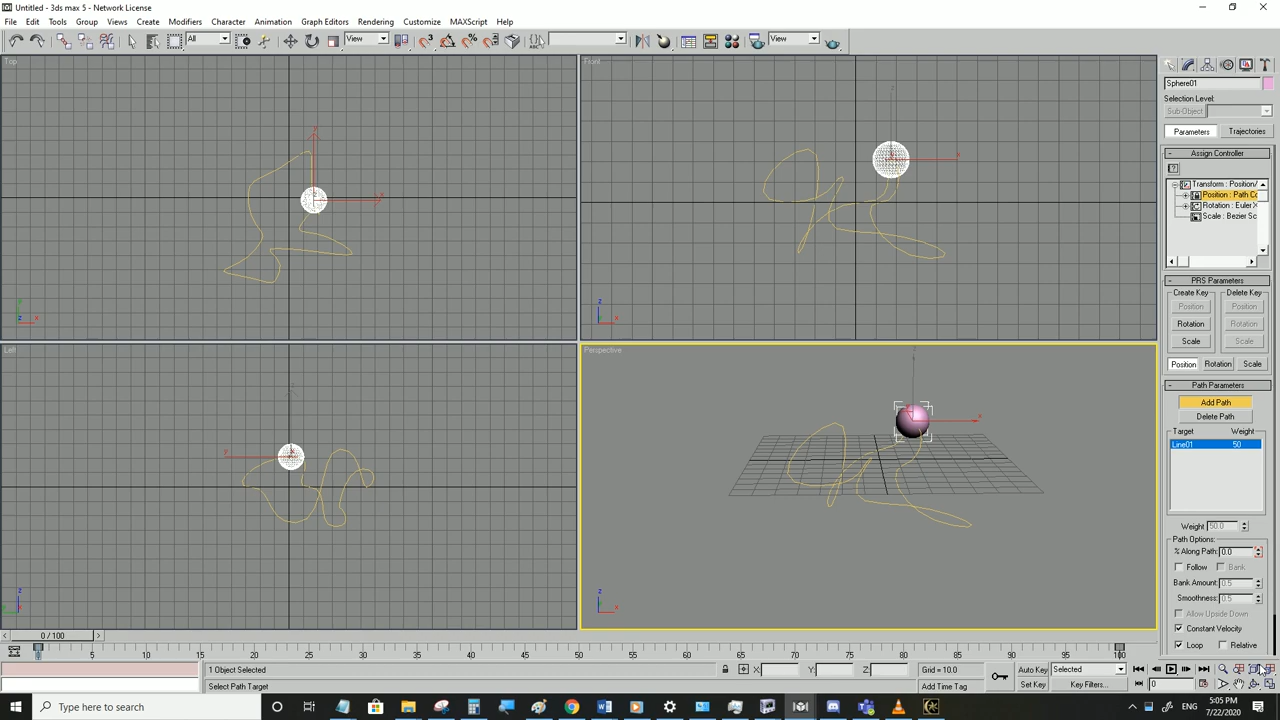 Untitled - 3ds max 5 - Network License
File Edit Tools Group Views Create Modifiers Character Animation Graph Editors Rendering Customize MAXScript Help
All View View
Top
Front
Sphere01
Selection Level:
Sub-Object
Parameters Trajectories
Assign Controller
Transform : Position/
Position : Path Co
Rotation : Euler X
Scale : Bezier Sc
PRS Parameters
Create Key Delete Key
Position Position
Rotation Rotation
Scale Scale
Position Rotation Scale
Left
Perspective
Path Parameters
Add Path
Delete Path
Target Weight
Line01 50
Weight 50.0
Path Options:
% Along Path: 0.0
Follow Bank
Bank Amount: 0.5
Smoothness: 0.5
Allow Upside Down
Constant Velocity
Loop Relative
0 / 100
5 10 15 20 25 30 35 40 45 50 55 60 65 70 75 80 85 90 95 100
1 Object Selected X: Y: Z: Grid = 10.0 Auto Key Selected
Select Path Target Add Time Tag Set Key Key Filters... 0
Type here to search
ENG
5:05 PM
7/22/2020